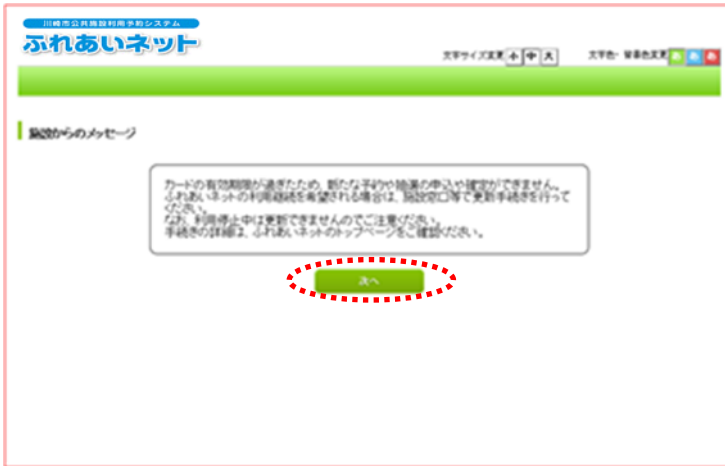 川崎市公共施設利用予約システム
ふれあいネット
文字サイズ変更 小 中 大 文字色・背景色変更 あ あ あ
施設からのメッセージ
カードの有効期限が過ぎたため、新たな予約や抽選の申込や確定ができません。
ふれあいネットの利用継続を希望される場合は、施設窓口等で更新手続きを行って
ください。
なお、利用停止中は更新できませんのでご注意ください。
手続きの詳細は、ふれあいネットのトップページをご確認ください。
次へ